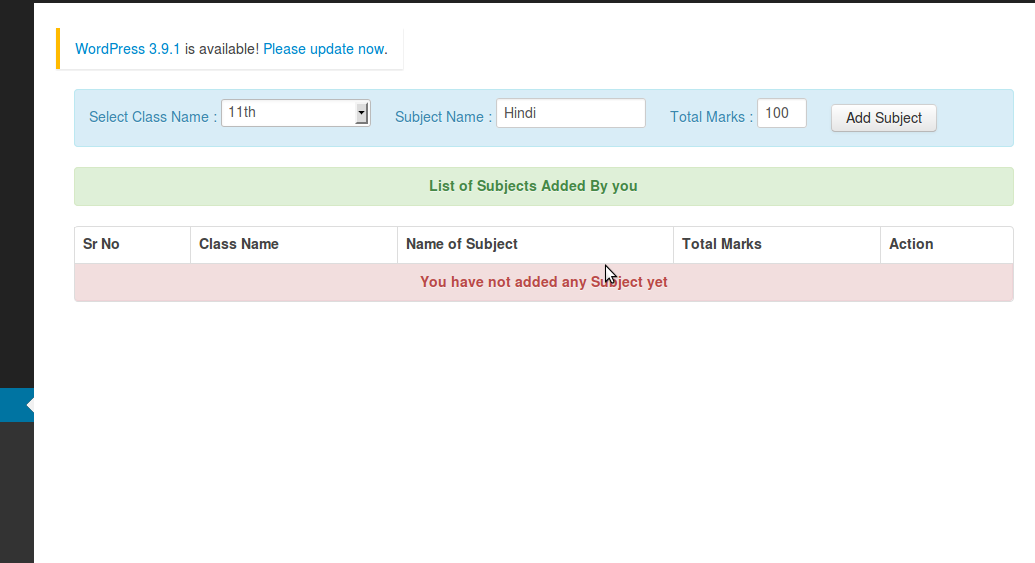 WordPress 3.9.1 is available! Please update now.
Select Class Name : 11th Subject Name : Hindi Total Marks : 100 Add Subject
List of Subjects Added By you
Sr No Class Name Name of Subject Total Marks Action
You have not added any Subject yet